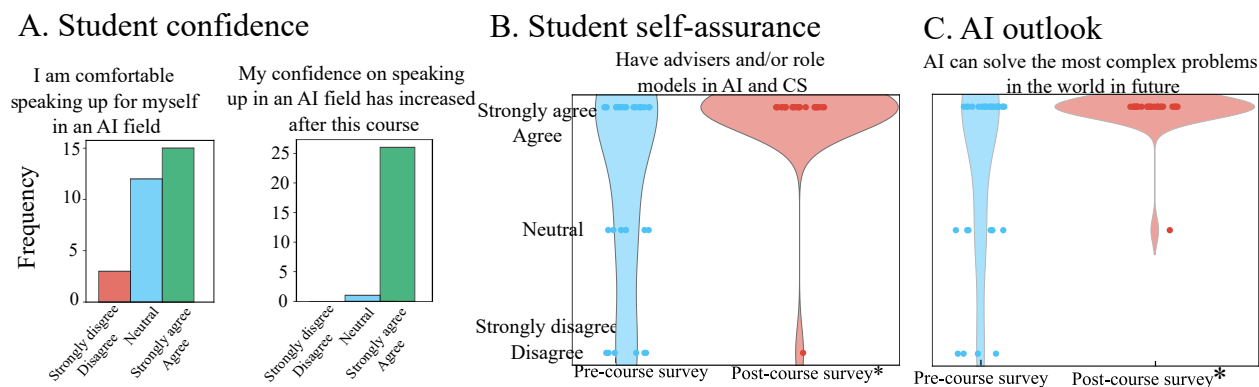 A. Student confidence
I am comfortable
speaking up for myself
in an AI field
15
10
5
0
Frequency
Strongly disgree
Disagree
Neutral
Strongly agree
Agree
My confidence on speaking
up in an AI field has increased
after this course
25
20
15
10
5
0
Strongly disgree
Disagree
Neutral
Strongly agree
Agree
B. Student self-assurance
Have advisers and/or role
models in AI and CS
Strongly agree
Agree
Neutral
Strongly disagree
Disagree
Pre-course survey
Post-course survey*
C. AI outlook
AI can solve the most complex problems
in the world in future
Pre-course survey
Post-course survey*